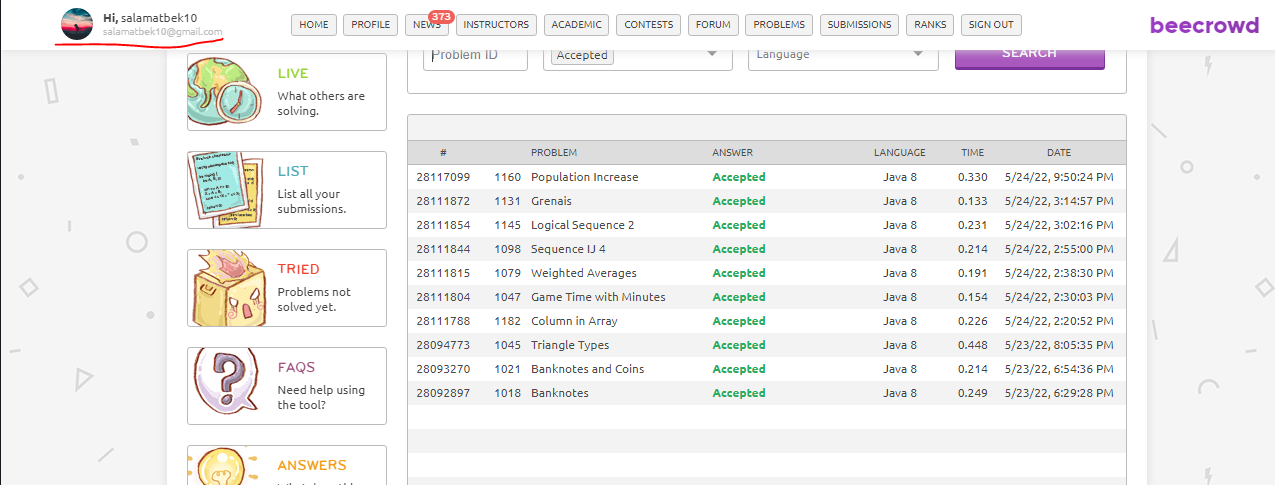 Hi, salamatbek10
salamatbek10@gmail.com
HOME PROFILE NEWS 373 INSTRUCTORS ACADEMIC CONTESTS FORUM PROBLEMS SUBMISSIONS RANKS SIGN OUT
beecrowd
Problem ID Accepted Language SEARCH
LIVE
What others are
solving.
LIST
List all your
submissions.
TRIED
Problems not
solved yet.
FAQS
Need help using
the tool?
ANSWERS
# PROBLEM ANSWER LANGUAGE TIME DATE
28117099 1160 Population Increase Accepted Java 8 0.330 5/24/22, 9:50:24 PM
28111872 1131 Grenais Accepted Java 8 0.133 5/24/22, 3:14:57 PM
28111854 1145 Logical Sequence 2 Accepted Java 8 0.231 5/24/22, 3:02:16 PM
28111844 1098 Sequence IJ 4 Accepted Java 8 0.214 5/24/22, 2:55:00 PM
28111815 1079 Weighted Averages Accepted Java 8 0.191 5/24/22, 2:38:30 PM
28111804 1047 Game Time with Minutes Accepted Java 8 0.154 5/24/22, 2:30:03 PM
28111788 1182 Column in Array Accepted Java 8 0.226 5/24/22, 2:20:52 PM
28094773 1045 Triangle Types Accepted Java 8 0.448 5/23/22, 8:05:35 PM
28093270 1021 Banknotes and Coins Accepted Java 8 0.214 5/23/22, 6:54:36 PM
28092897 1018 Banknotes Accepted Java 8 0.249 5/23/22, 6:29:28 PM